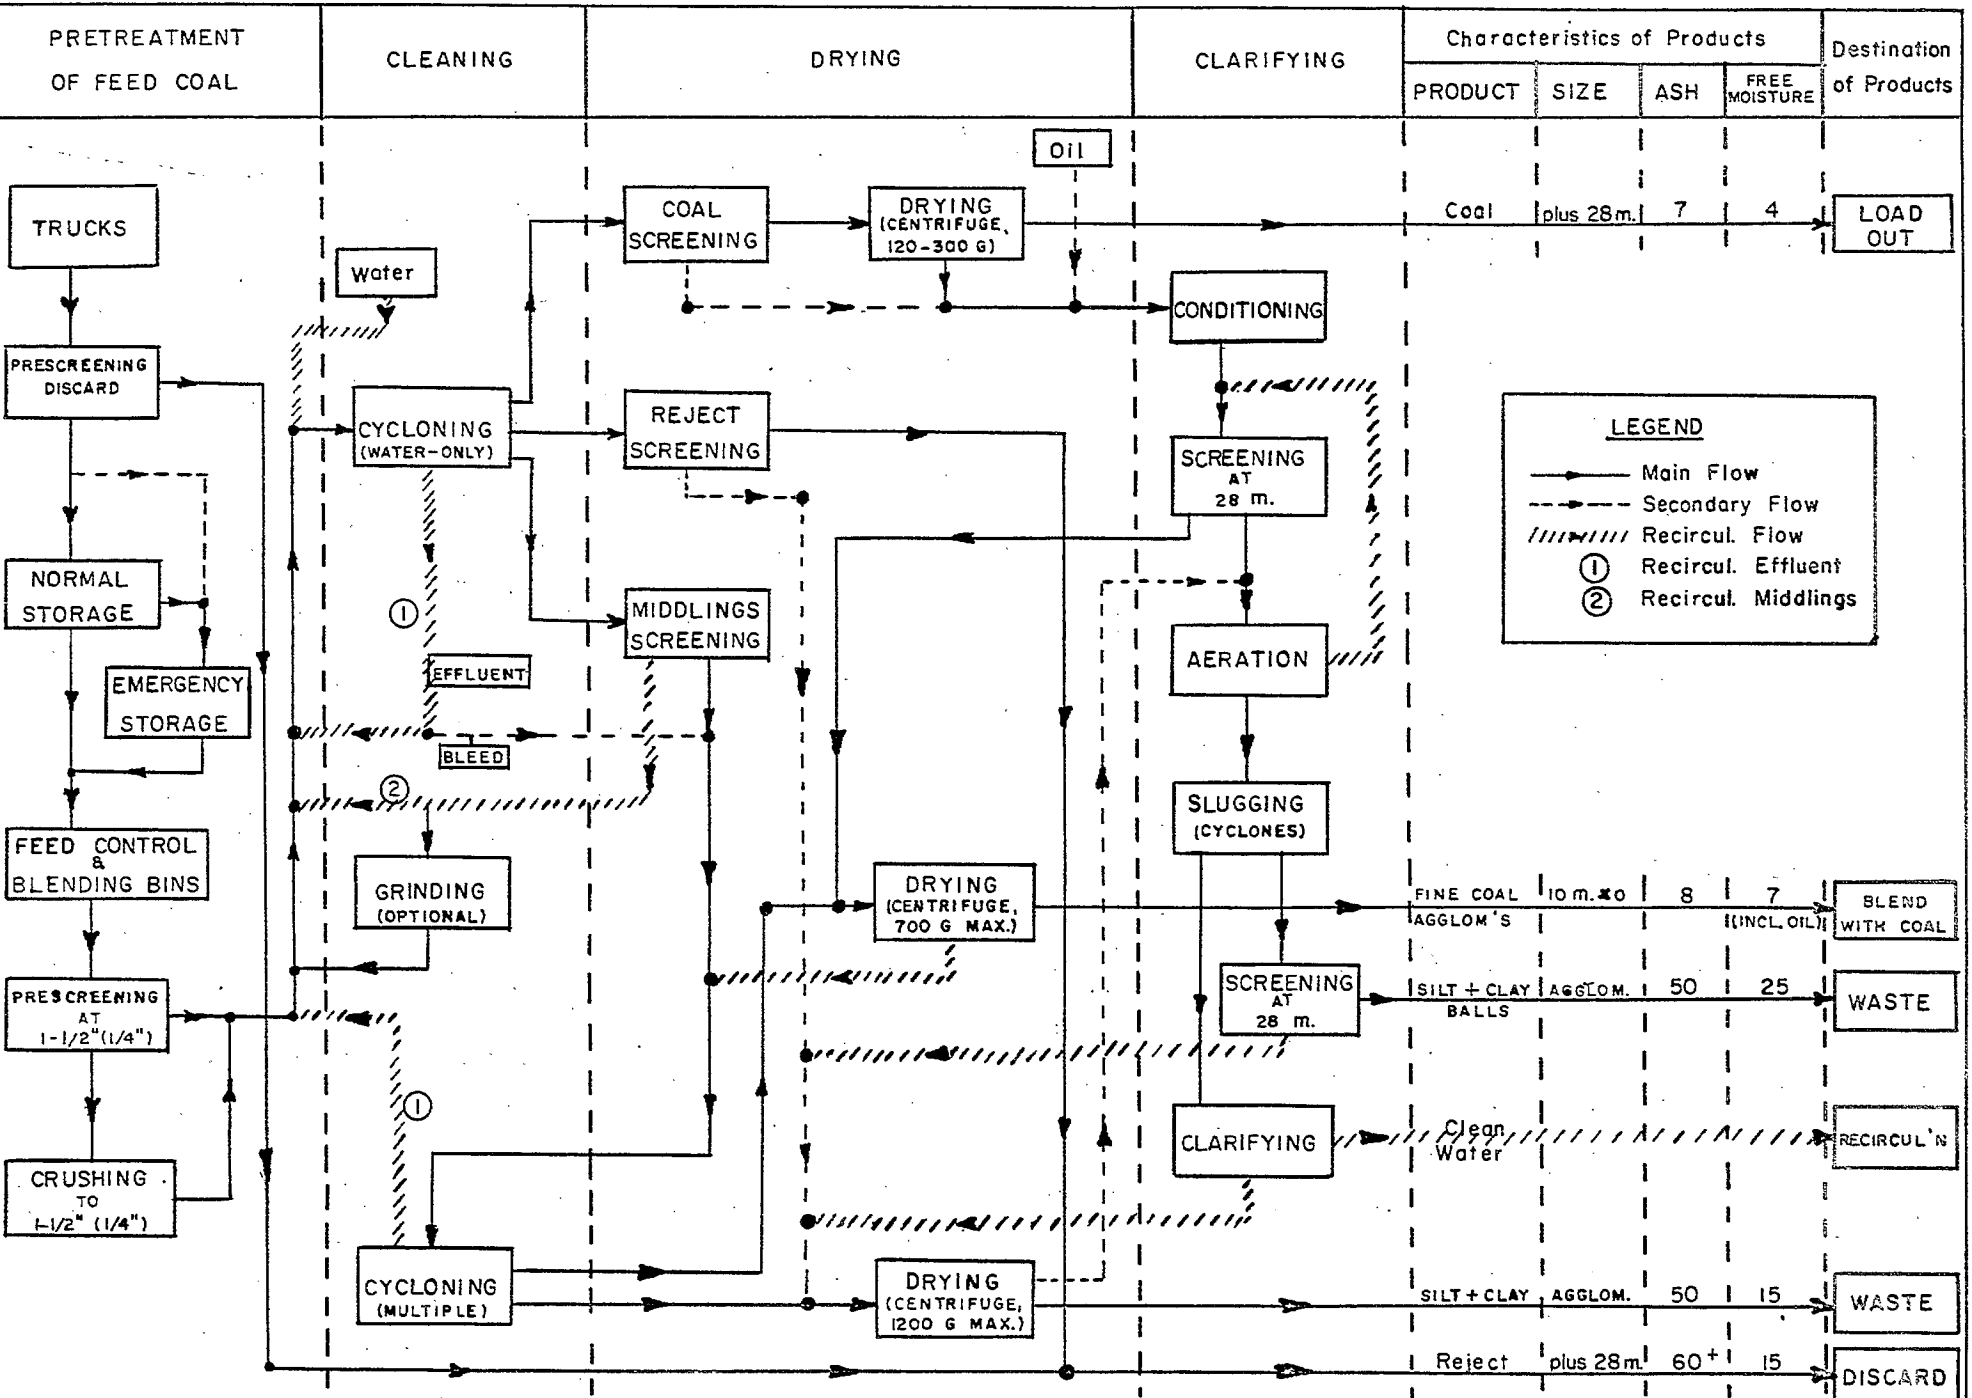 PRETREATMENT
OF FEED COAL
CLEANING
DRYING
CLARIFYING
Characteristics of Products
PRODUCT
SIZE
ASH
FREE
MOISTURE
Destination
of Products
TRUCKS
PRESCREENING
DISCARD
NORMAL
STORAGE
EMERGENCY
STORAGE
FEED CONTROL
&
BLENDING BINS
PRESCREENING
AT
1-1/2" (1/4")
CRUSHING
TO
1-1/2" (1/4")
Water
CYCLONING
(WATER-ONLY)
1
EFFLUENT
BLEED
2
GRINDING
(OPTIONAL)
1
CYCLONING
(MULTIPLE)
COAL
SCREENING
DRYING
(CENTRIFUGE,
120-300 G)
Oil
REJECT
SCREENING
MIDDLINGS
SCREENING
DRYING
(CENTRIFUGE,
700 G MAX.)
DRYING
(CENTRIFUGE,
1200 G MAX.)
CONDITIONING
SCREENING
AT
28 m.
AERATION
SLUGGING
(CYCLONES)
SCREENING
AT
28 m.
CLARIFYING
Coal plus 28 m. 7 4
LOAD
OUT
LEGEND
Main Flow
Secondary Flow
Recircul. Flow
1 Recircul. Effluent
2 Recircul. Middlings
FINE COAL 10 m. x 0 8 7
AGGLOM'S (INCL. OIL)
BLEND
WITH COAL
SILT + CLAY AGGLOM. 50 25
BALLS
WASTE
Clean
Water
RECIRCUL'N
SILT + CLAY AGGLOM. 50 15
WASTE
Reject plus 28 m. 60+ 15
DISCARD